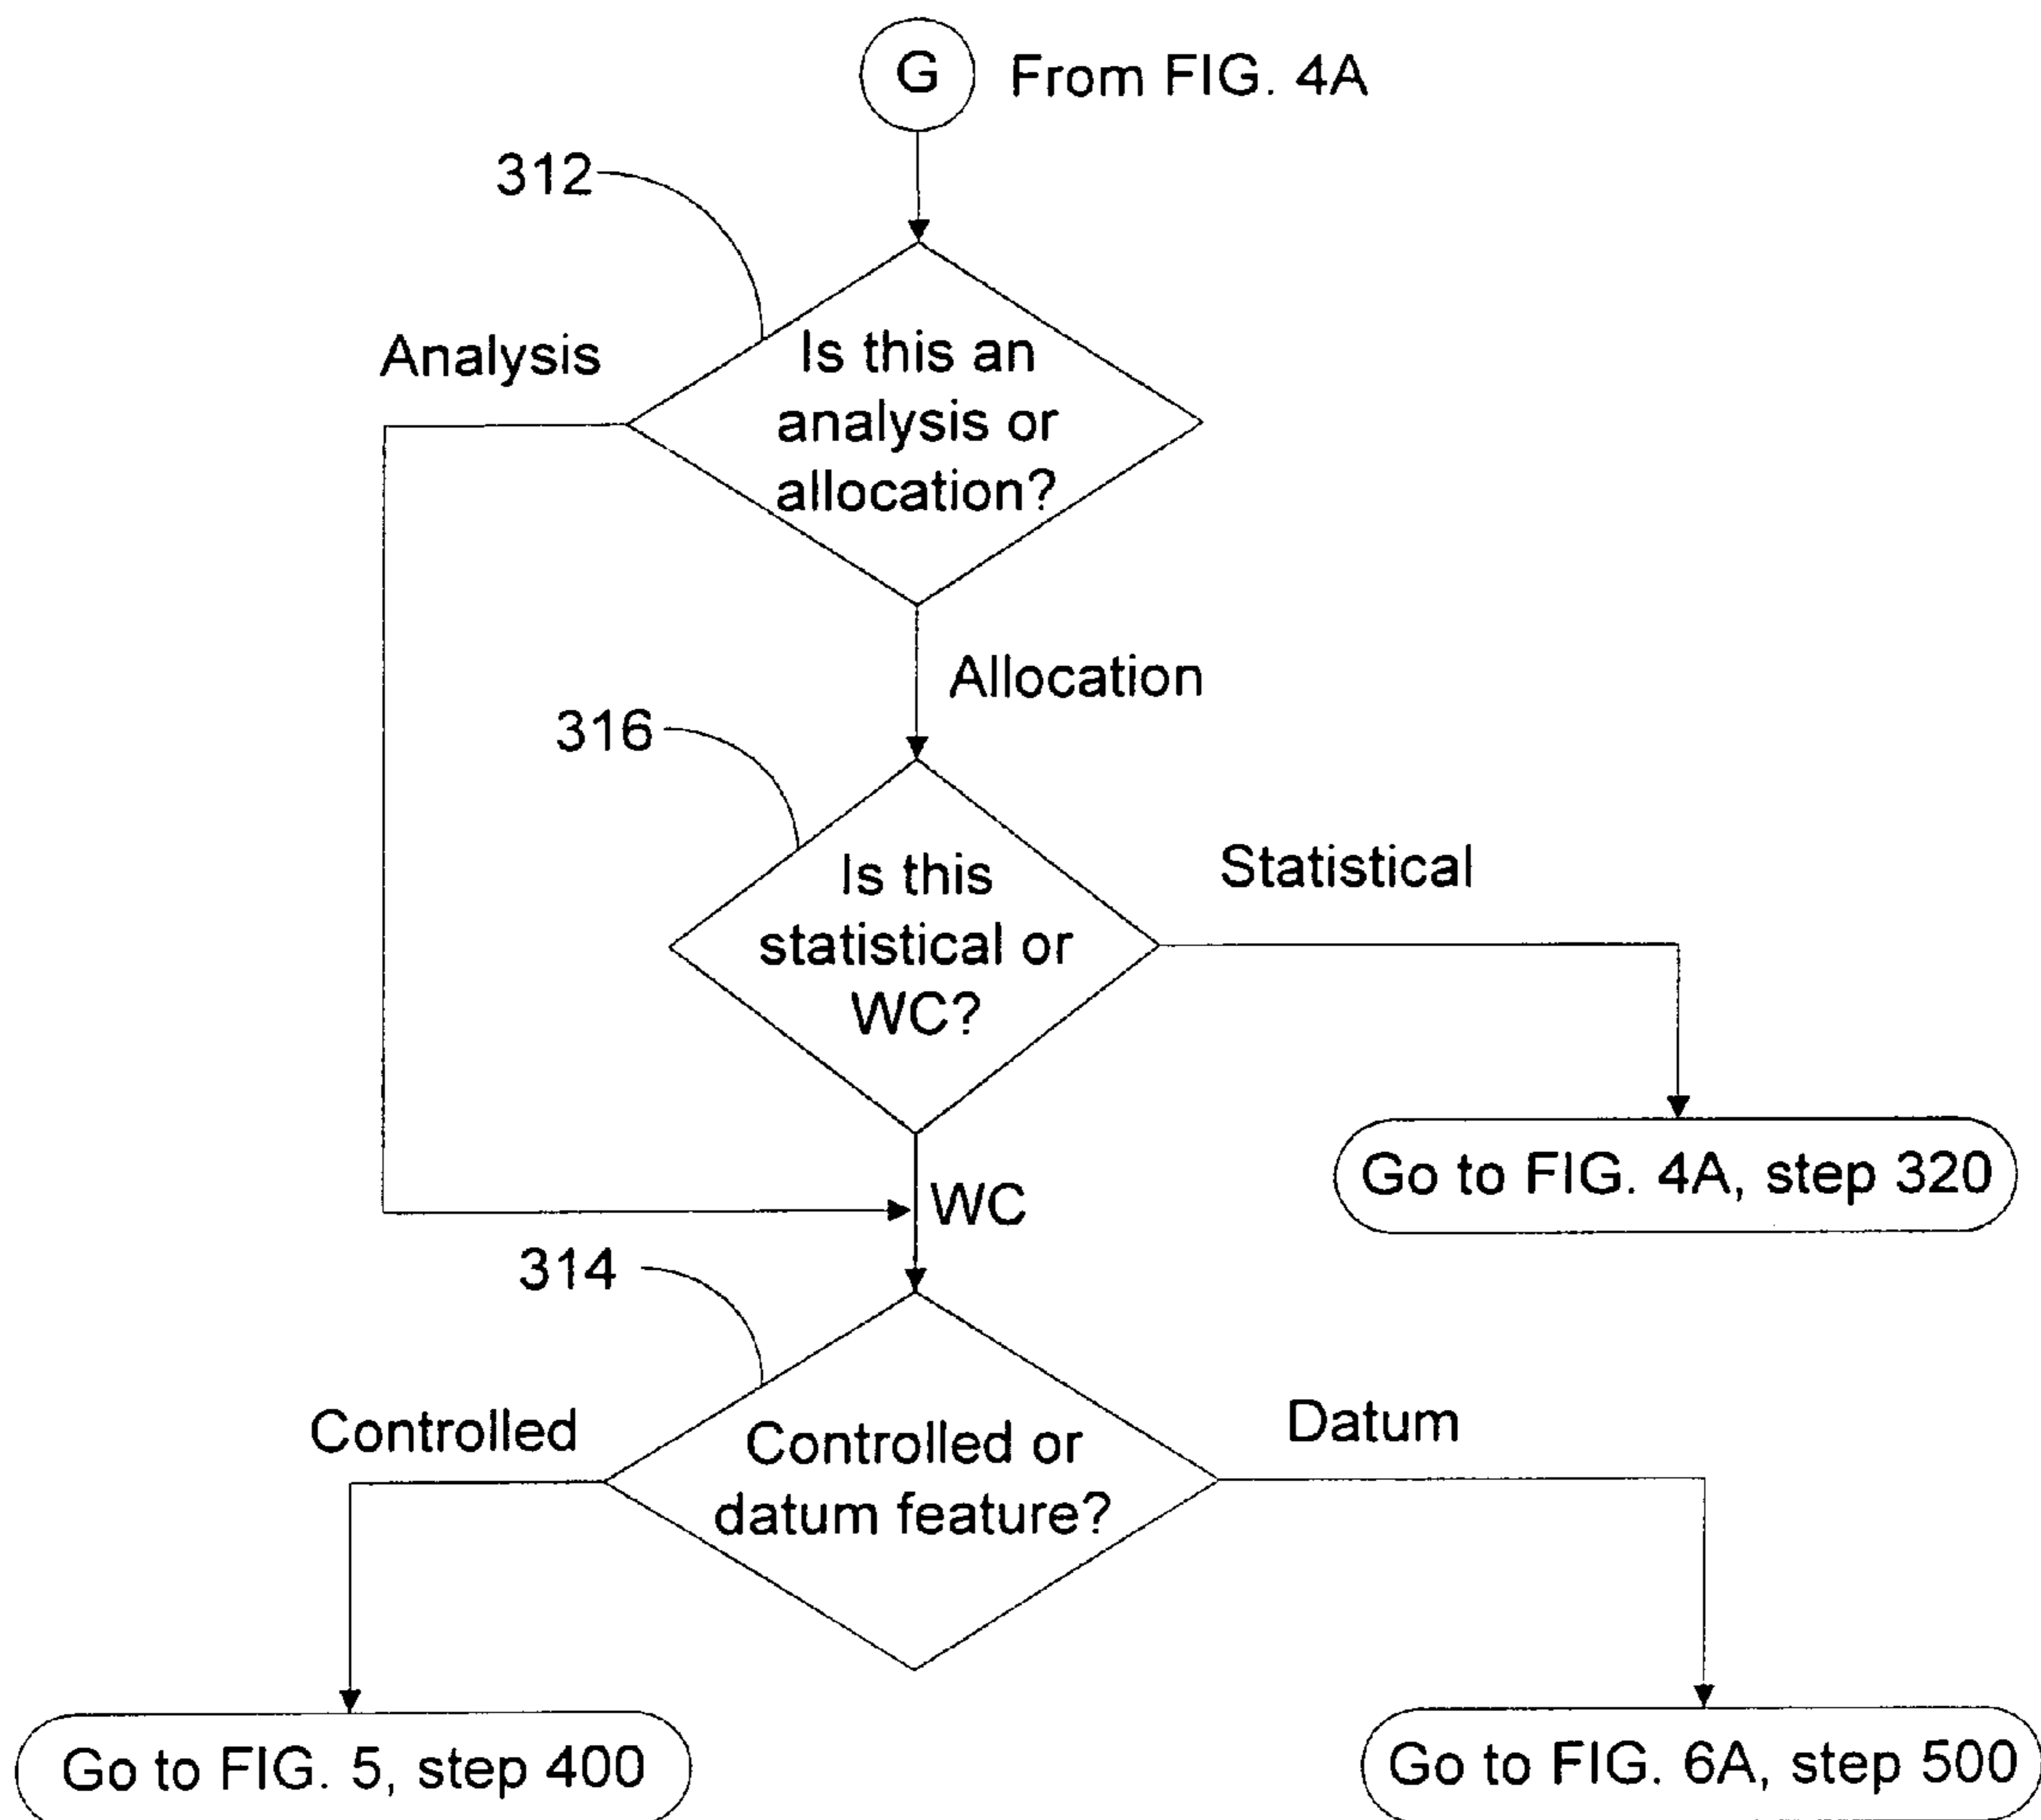 G
From FIG. 4A
312
Analysis
Is this an
analysis or
allocation?
Allocation
316
Is this
statistical or
WC?
Statistical
Go to FIG. 4A, step 320
WC
314
Controlled
Controlled or
datum feature?
Datum
Go to FIG. 5, step 400
Go to FIG. 6A, step 500